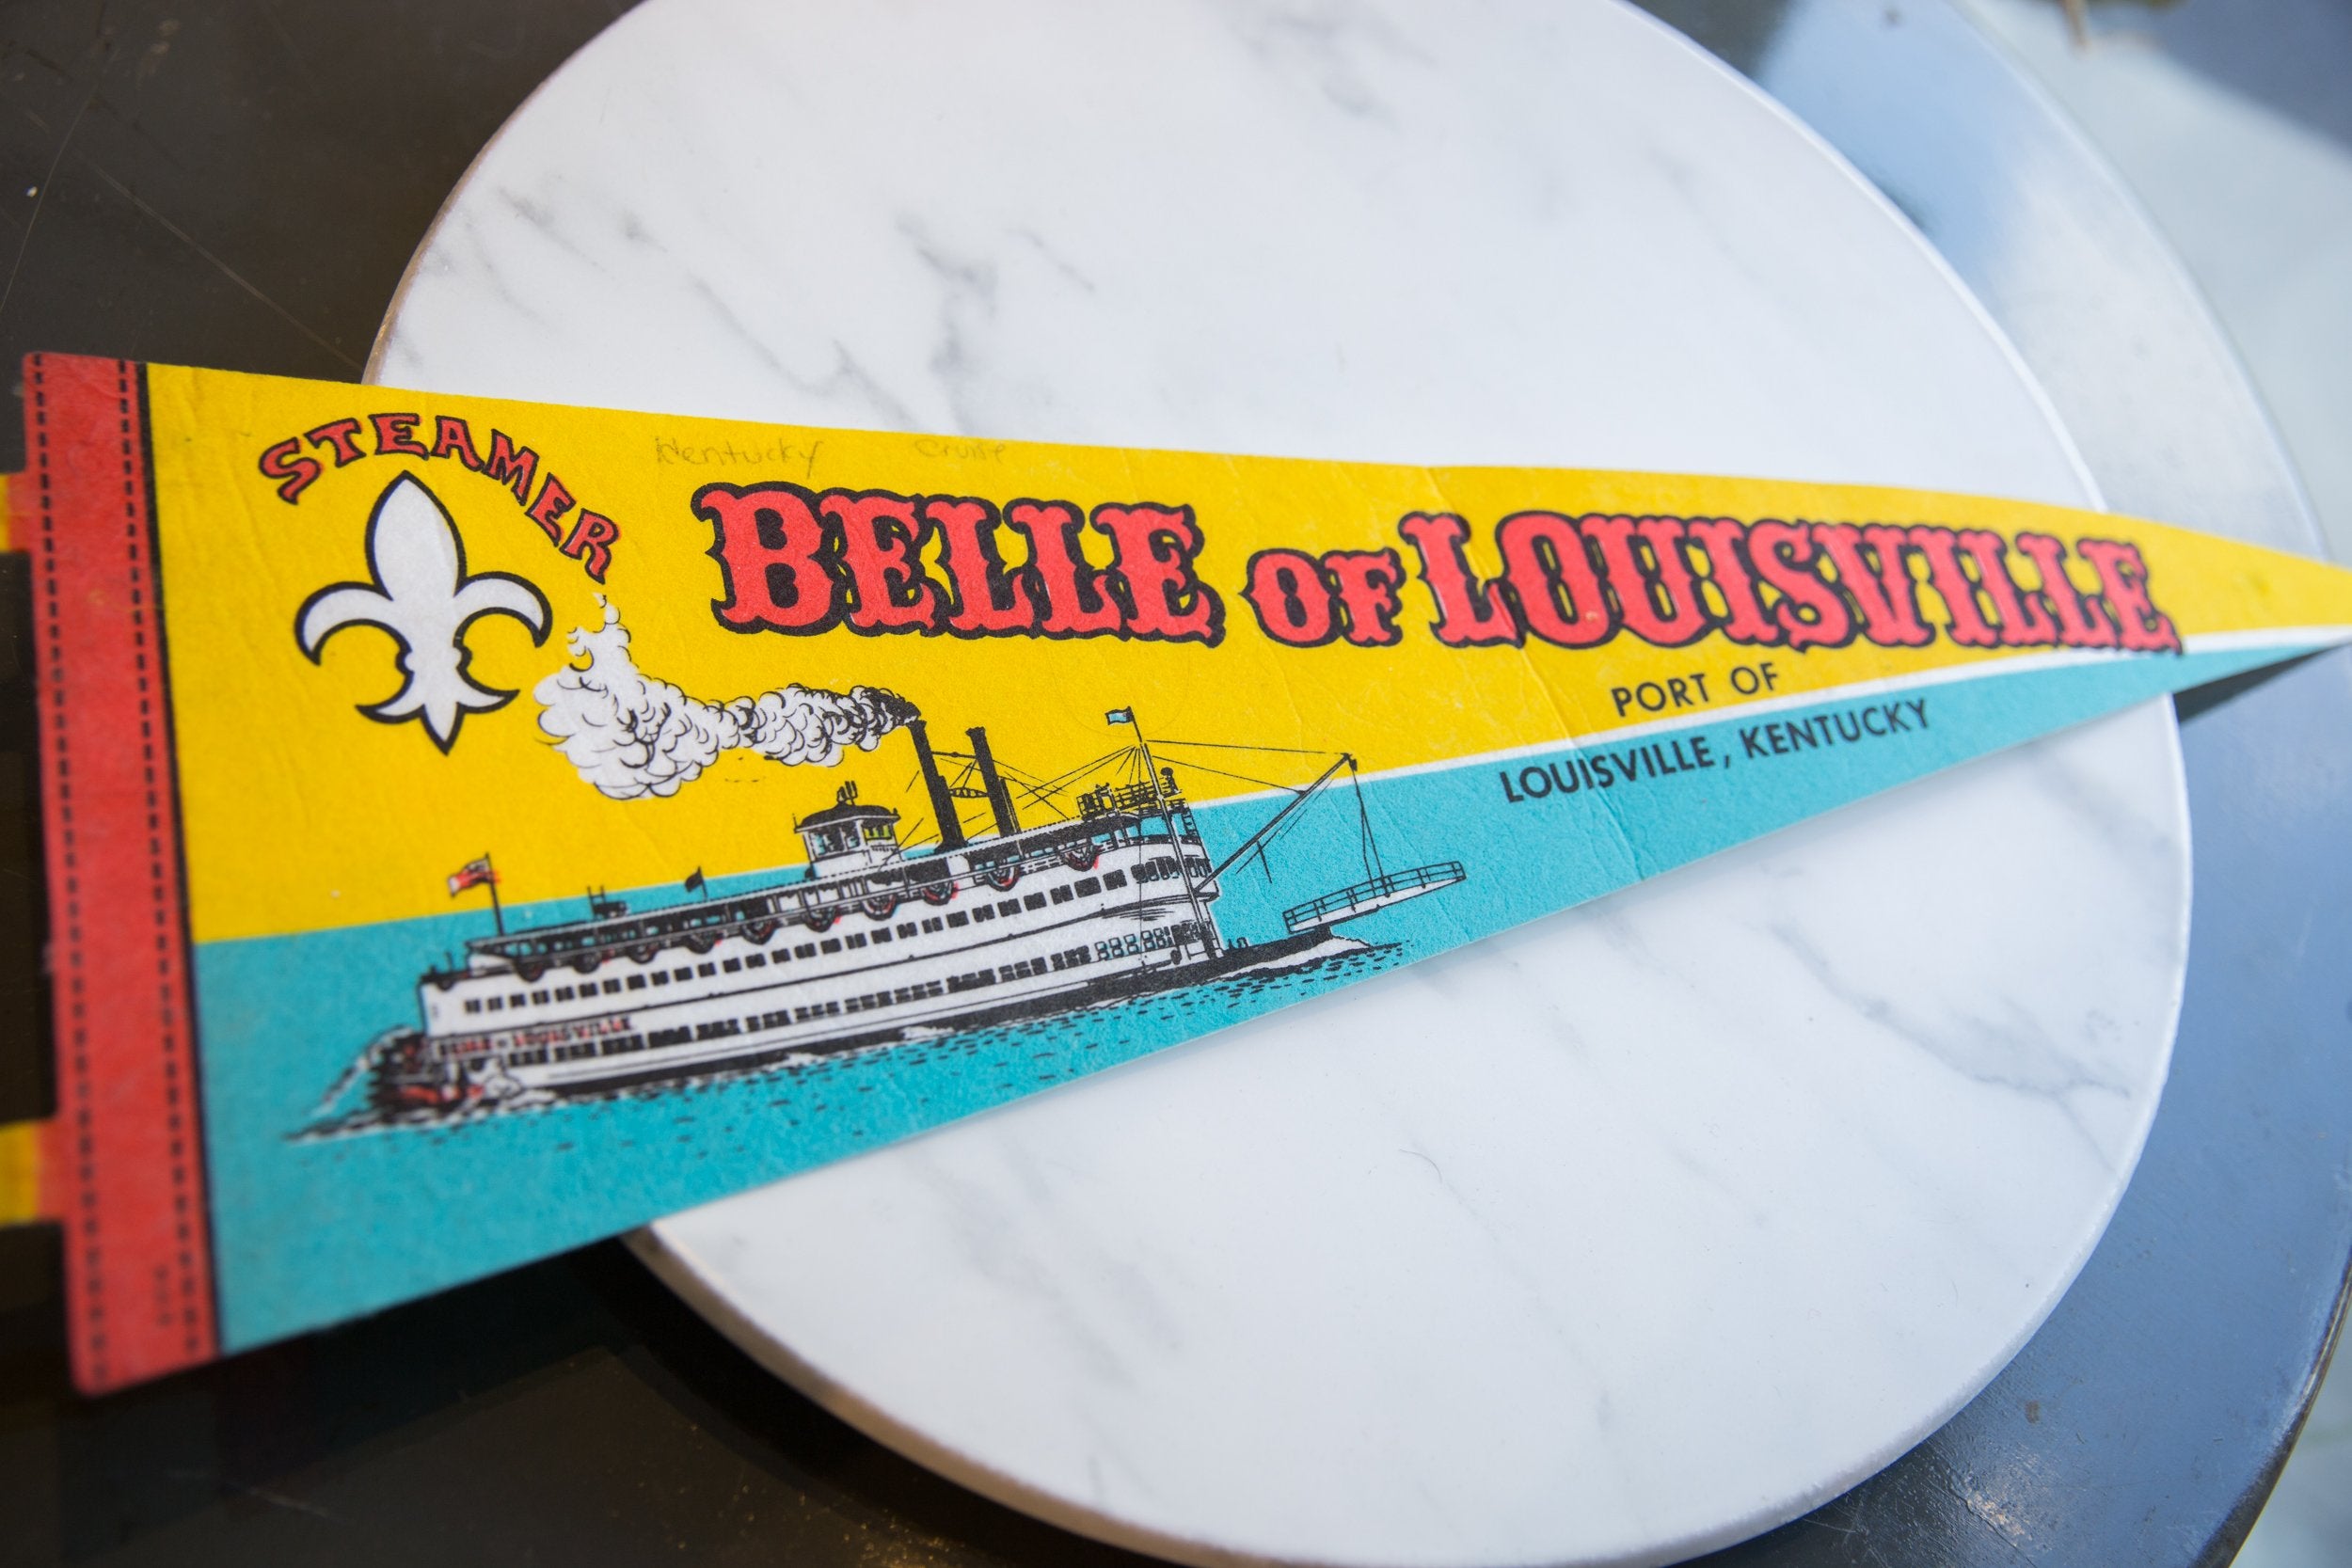 STEAMER
Kentucky Cruise
BELLE OF LOUISVILLE
PORT OF
LOUISVILLE, KENTUCKY